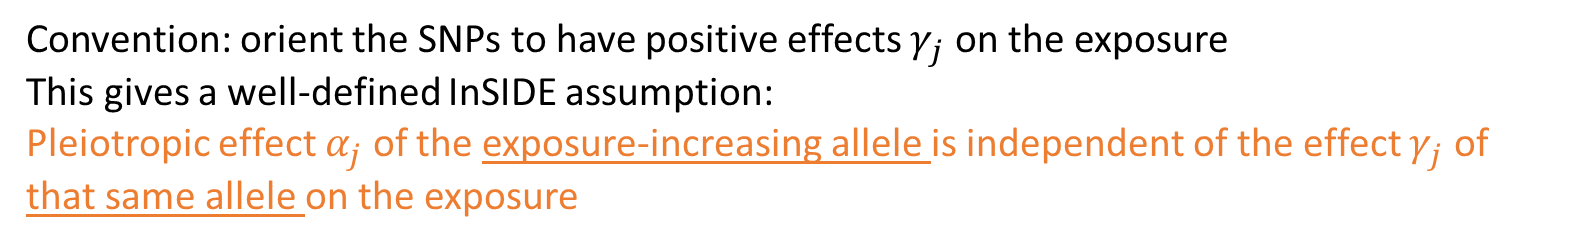 Convention: orient the SNPs to have positive effects γⱼ on the exposure
This gives a well-defined InSIDE assumption:
Pleiotropic effect αⱼ of the exposure-increasing allele is independent of the effect γⱼ of
that same allele on the exposure